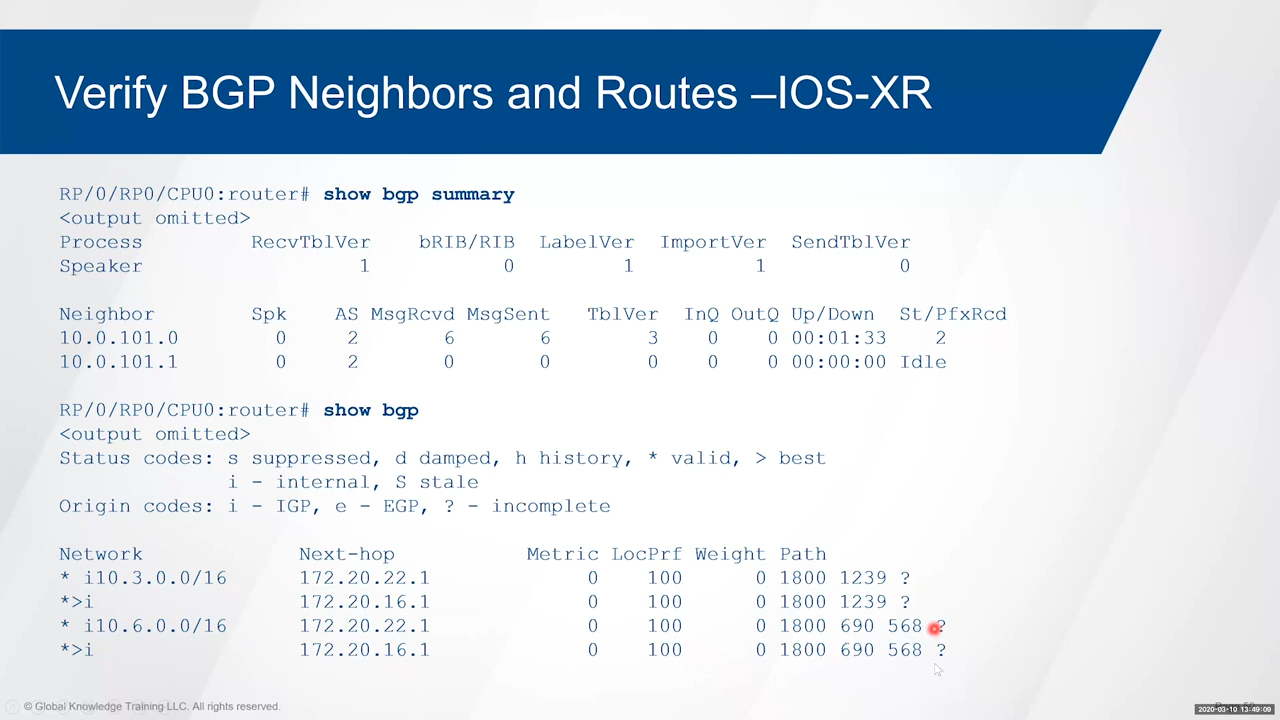 Verify BGP Neighbors and Routes –IOS-XR
RP/0/RP0/CPU0:router# show bgp summary
<output omitted>
Process RecvTblVer bRIB/RIB LabelVer ImportVer SendTblVer
Speaker 1 0 1 1 0
Neighbor Spk AS MsgRcvd MsgSent TblVer InQ OutQ Up/Down St/PfxRcd
10.0.101.0 0 2 6 6 3 0 0 00:01:33 2
10.0.101.1 0 2 0 0 0 0 0 00:00:00 Idle
RP/0/RP0/CPU0:router# show bgp
<output omitted>
Status codes: s suppressed, d damped, h history, * valid, > best
i - internal, S stale
Origin codes: i - IGP, e - EGP, ? - incomplete
Network Next-hop Metric LocPrf Weight Path
* i10.3.0.0/16 172.20.22.1 0 100 0 1800 1239 ?
*>i 172.20.16.1 0 100 0 1800 1239 ?
* i10.6.0.0/16 172.20.22.1 0 100 0 1800 690 568 ?
*>i 172.20.16.1 0 100 0 1800 690 568 ?
© Global Knowledge Training LLC. All rights reserved.
2020-03-10 13:49:09